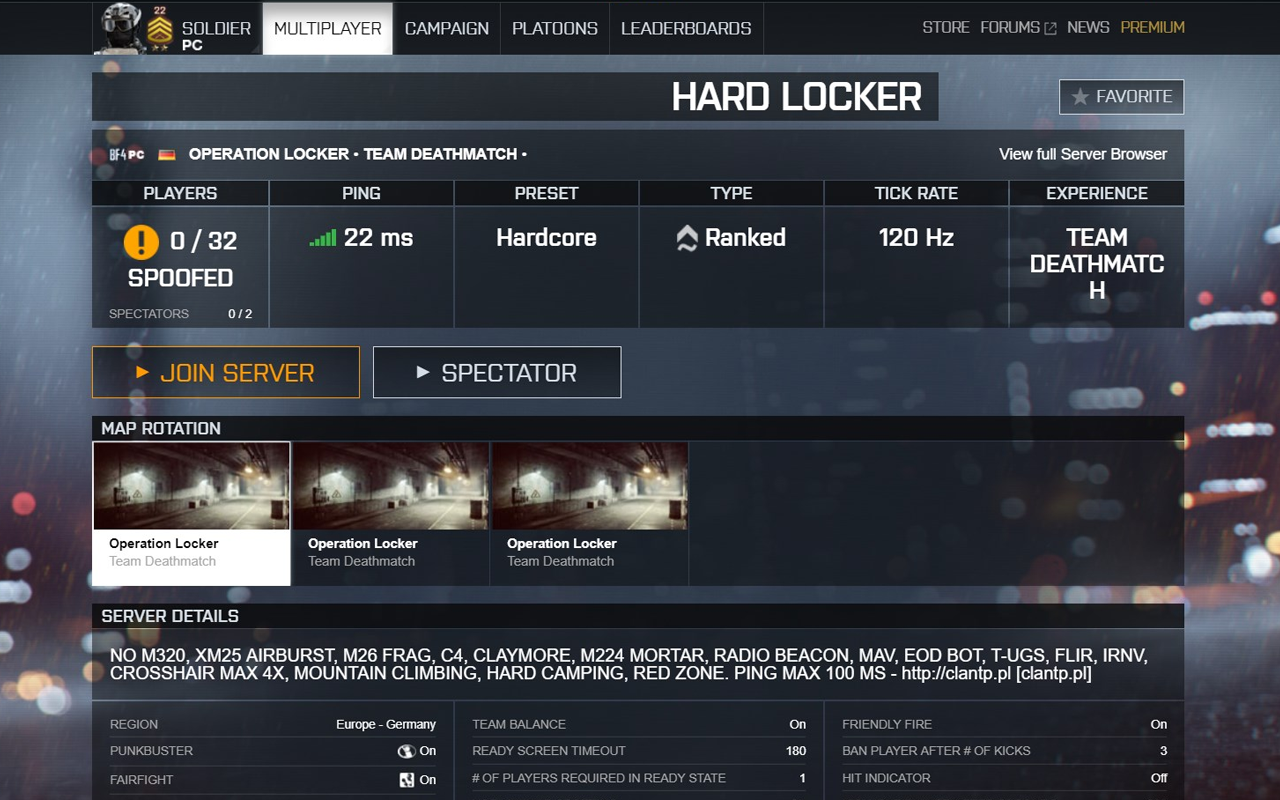 22
SOLDIER
PC
MULTIPLAYER
CAMPAIGN
PLATOONS
LEADERBOARDS
STORE
FORUMS
NEWS
PREMIUM
HARD LOCKER
FAVORITE
BF4 PC
OPERATION LOCKER • TEAM DEATHMATCH •
View full Server Browser
PLAYERS
PING
PRESET
TYPE
TICK RATE
EXPERIENCE
0 / 32
SPOOFED
SPECTATORS 0 / 2
22 ms
Hardcore
Ranked
120 Hz
TEAM
DEATHMATC
H
JOIN SERVER
SPECTATOR
MAP ROTATION
Operation Locker
Team Deathmatch
Operation Locker
Team Deathmatch
Operation Locker
Team Deathmatch
SERVER DETAILS
NO M320, XM25 AIRBURST, M26 FRAG, C4, CLAYMORE, M224 MORTAR, RADIO BEACON, MAV, EOD BOT, T-UGS, FLIR, IRNV,
CROSSHAIR MAX 4X, MOUNTAIN CLIMBING, HARD CAMPING, RED ZONE. PING MAX 100 MS - http://clantp.pl [clantp.pl]
REGION Europe - Germany
PUNKBUSTER On
FAIRFIGHT On
TEAM BALANCE On
READY SCREEN TIMEOUT 180
# OF PLAYERS REQUIRED IN READY STATE 1
FRIENDLY FIRE On
BAN PLAYER AFTER # OF KICKS 3
HIT INDICATOR Off